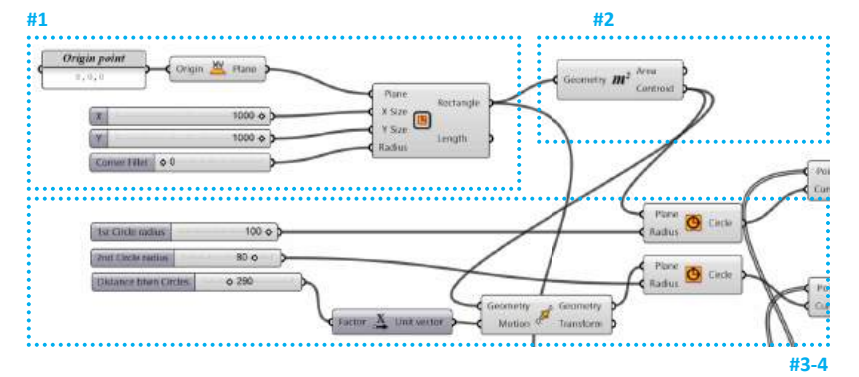 #1
#2
Origin point
0,0,0
Origin
Plane
X
1000
Y
1000
Corner Fillet
0
Plane
X Size
Y Size
Radius
Rectangle
Length
Geometry
m²
Area
Centroid
1st Circle radius
100
2nd Circle radius
80
Distance btwn Circles
290
Factor
X
Unit vector
Geometry
Motion
Geometry
Transform
Plane
Radius
Circle
Plane
Radius
Circle
#3-4